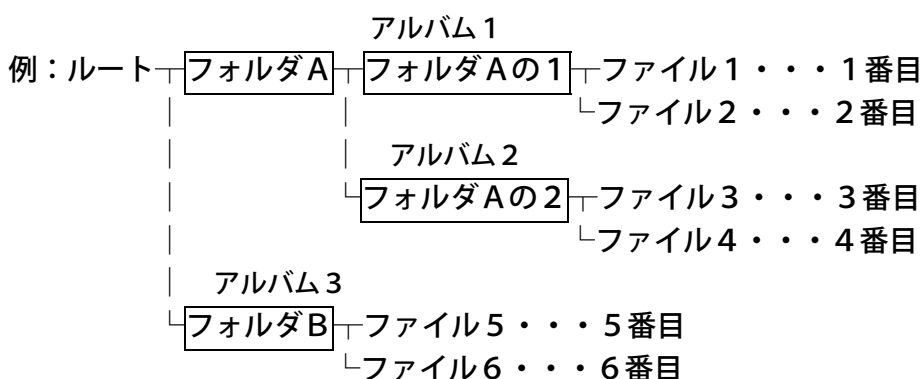 アルバム１
例：ルート フォルダＡ フォルダＡの１ ファイル１・・・１番目
ファイル２・・・２番目
アルバム２
フォルダＡの２ ファイル３・・・３番目
ファイル４・・・４番目
アルバム３
フォルダＢ ファイル５・・・５番目
ファイル６・・・６番目